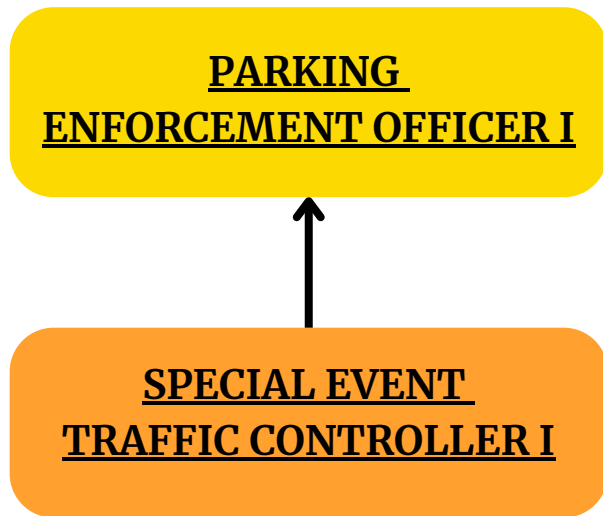 PARKING
ENFORCEMENT OFFICER I
SPECIAL EVENT
TRAFFIC CONTROLLER I